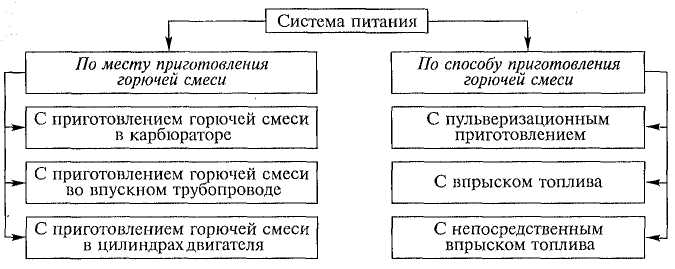 Система питания
По месту приготовления
горючей смеси
С приготовлением горючей смеси
в карбюраторе
С приготовлением горючей смеси
во впускном трубопроводе
С приготовлением горючей смеси
в цилиндрах двигателя
По способу приготовления
горючей смеси
С пульверизационным
приготовлением
С впрыском топлива
С непосредственным
впрыском топлива